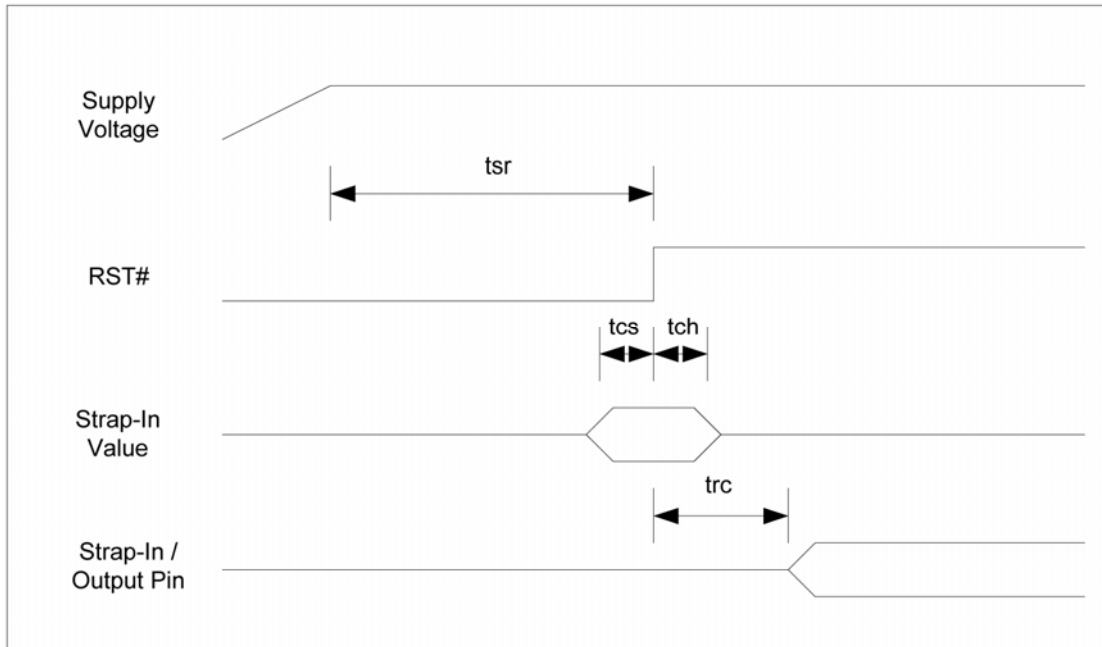 Supply
Voltage
tsr
RST#
tcs
tch
Strap-In
Value
trc
Strap-In /
Output Pin